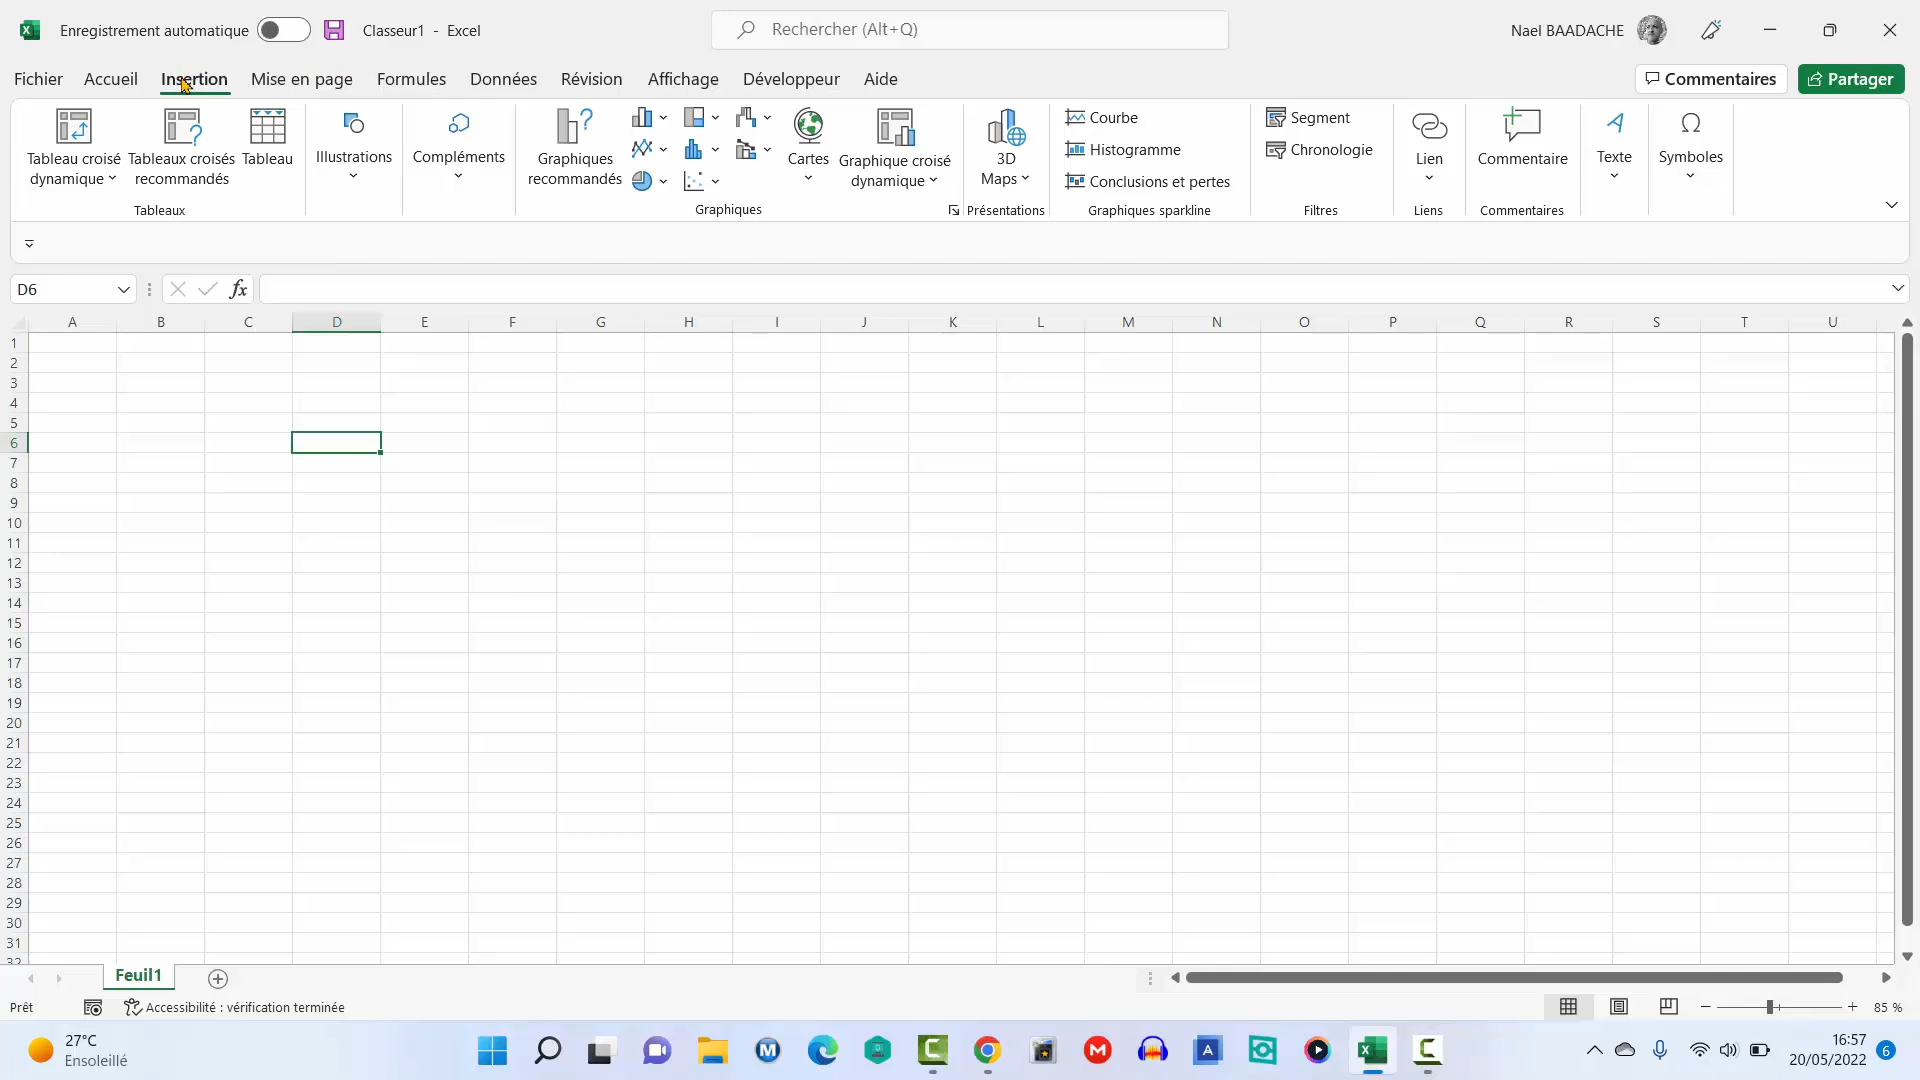 Enregistrement automatique Classeur1 - Excel Rechercher (Alt+Q) Nael BAADACHE
Fichier Accueil Insertion Mise en page Formules Données Révision Affichage Développeur Aide Commentaires Partager
Tableau croisé dynamique
Tableaux croisés recommandés
Tableau
Tableaux
Illustrations
Compléments
Graphiques recommandés
Cartes
Graphique croisé dynamique
Graphiques
3D Maps
Présentations
Courbe
Histogramme
Conclusions et pertes
Graphiques sparkline
Segment
Chronologie
Filtres
Lien
Liens
Commentaire
Commentaires
Texte
Symboles
D6 fx
A B C D E F G H I J K L M N O P Q R S T U
1
2
3
4
5
6
7
8
9
10
11
12
13
14
15
16
17
18
19
20
21
22
23
24
25
26
27
28
29
30
31
32
Feuil1
Prêt Accessibilité : vérification terminée 85 %
27°C
Ensoleillé
16:57
20/05/2022
6